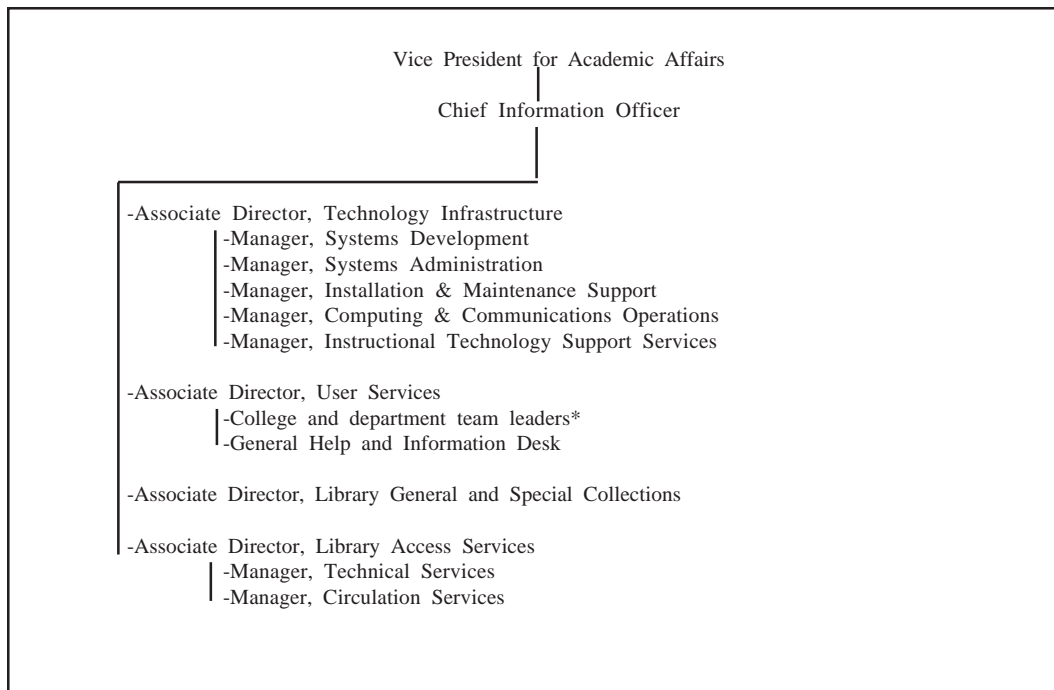 Vice President for Academic Affairs
Chief Information Officer
-Associate Director, Technology Infrastructure
-Manager, Systems Development
-Manager, Systems Administration
-Manager, Installation & Maintenance Support
-Manager, Computing & Communications Operations
-Manager, Instructional Technology Support Services
-Associate Director, User Services
-College and department team leaders*
-General Help and Information Desk
-Associate Director, Library General and Special Collections
-Associate Director, Library Access Services
-Manager, Technical Services
-Manager, Circulation Services